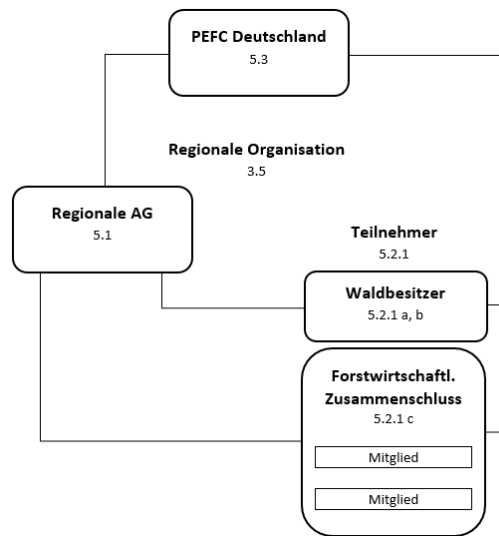 PEFC Deutschland
5.3
Regionale Organisation
3.5
Regionale AG
5.1
Teilnehmer
5.2.1
Waldbesitzer
5.2.1 a, b
Forstwirtschaftl.
Zusammenschluss
5.2.1 c
Mitglied
Mitglied